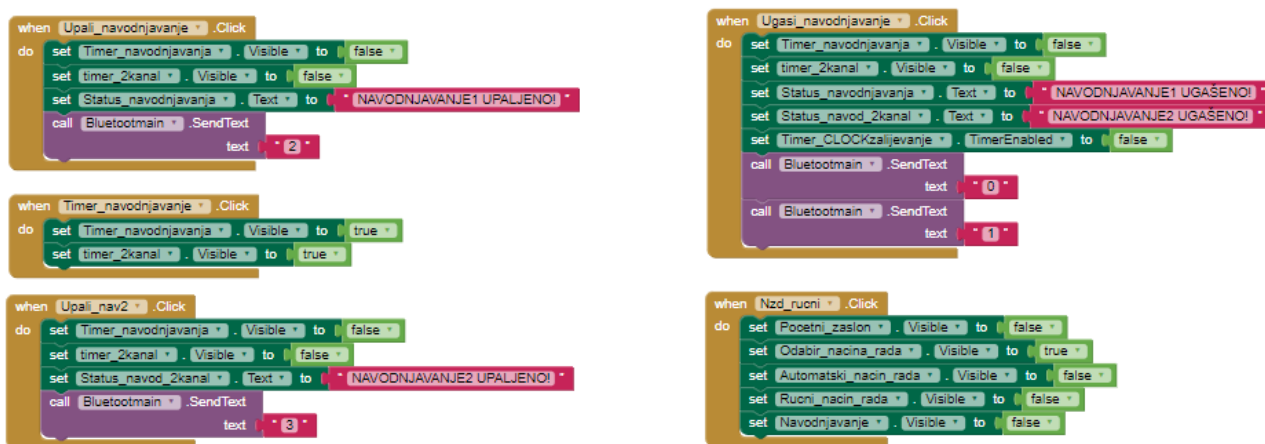 when Upali_navodnjavanje .Click
do set Timer_navodnjavanja . Visible to false
set timer_2kanal . Visible to false
set Status_navodnjavanja . Text to " NAVODNJAVANJE1 UPALJENO! "
call Bluetootmain .SendText
text " 2 "
when Timer_navodnjavanje .Click
do set Timer_navodnjavanja . Visible to true
set timer_2kanal . Visible to true
when Upali_nav2 .Click
do set Timer_navodnjavanja . Visible to false
set timer_2kanal . Visible to false
set Status_navod_2kanal . Text to " NAVODNJAVANJE2 UPALJENO! "
call Bluetootmain .SendText
text " 3 "
when Ugasi_navodnjavanje .Click
do set Timer_navodnjavanja . Visible to false
set timer_2kanal . Visible to false
set Status_navodnjavanja . Text to " NAVODNJAVANJE1 UGAŠENO! "
set Status_navod_2kanal . Text to " NAVODNJAVANJE2 UGAŠENO! "
set Timer_CLOCKzalijevanje . TimerEnabled to false
call Bluetootmain .SendText
text " 0 "
call Bluetootmain .SendText
text " 1 "
when Nzd_rucni .Click
do set Pocetni_zaslon . Visible to false
set Odabir_nacina_rada . Visible to true
set Automatski_nacin_rada . Visible to false
set Rucni_nacin_rada . Visible to false
set Navodnjavanje . Visible to false